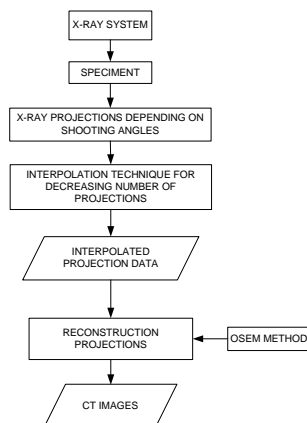 X-RAY SYSTEM
SPECIMENT
X-RAY PROJECTIONS DEPENDING ON
SHOOTING ANGLES
INTERPOLATION TECHNIQUE FOR
DECREASING NUMBER OF
PROJECTIONS
INTERPOLATED
PROJECTION DATA
RECONSTRUCTION
PROJECTIONS
OSEM METHOD
CT IMAGES